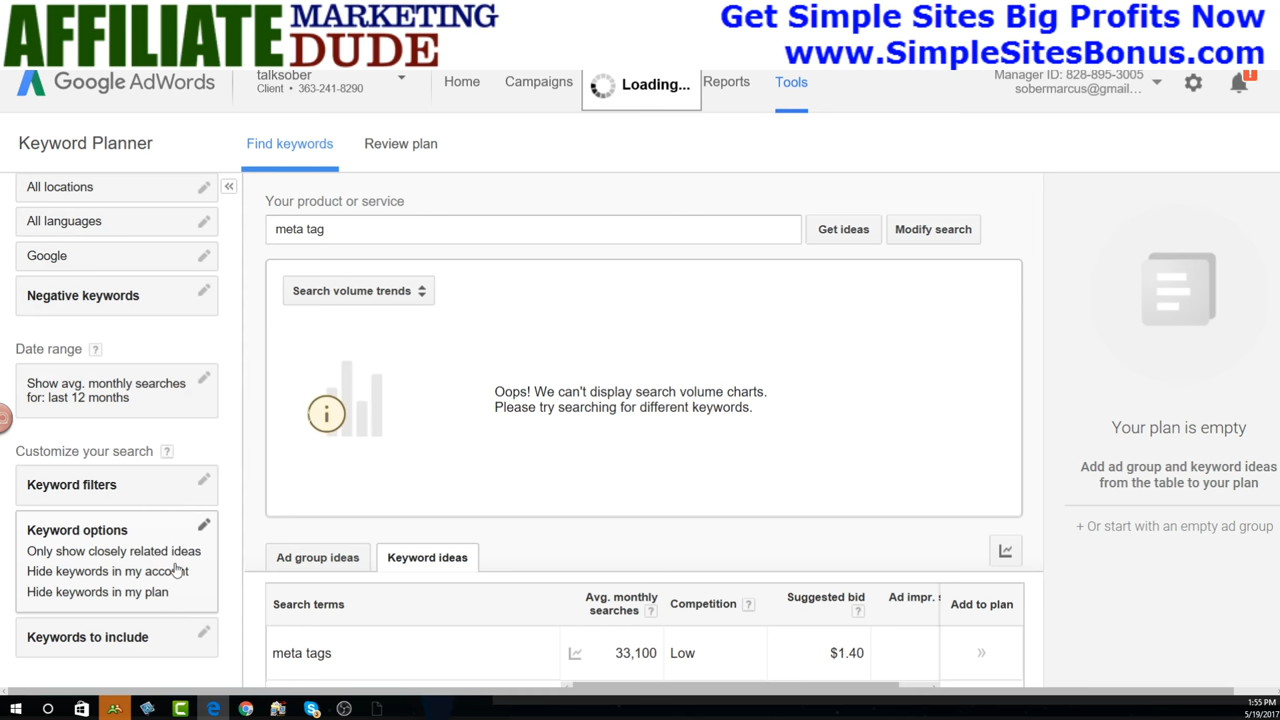 AFFILIATE MARKETING DUDE
Get Simple Sites Big Profits Now
www.SimpleSitesBonus.com
Google AdWords
talksober
Client • 363-241-8290
Home
Campaigns
Loading...
Reports
Tools
Manager ID: 828-895-3005
sobermarcus@gmail...
Keyword Planner
Find keywords
Review plan
All locations
All languages
Google
Negative keywords
Date range ?
Show avg. monthly searches
for: last 12 months
Customize your search ?
Keyword filters
Keyword options
Only show closely related ideas
Hide keywords in my account
Hide keywords in my plan
Keywords to include
Your product or service
meta tag
Get ideas
Modify search
Search volume trends
Oops! We can't display search volume charts.
Please try searching for different keywords.
Ad group ideas
Keyword ideas
Search terms
Avg. monthly
searches ?
Competition ?
Suggested bid
?
Ad impr.
Add to plan
meta tags
33,100
Low
$1.40
»
Your plan is empty
Add ad group and keyword ideas
from the table to your plan
+ Or start with an empty ad group
1:55 PM
5/19/2017